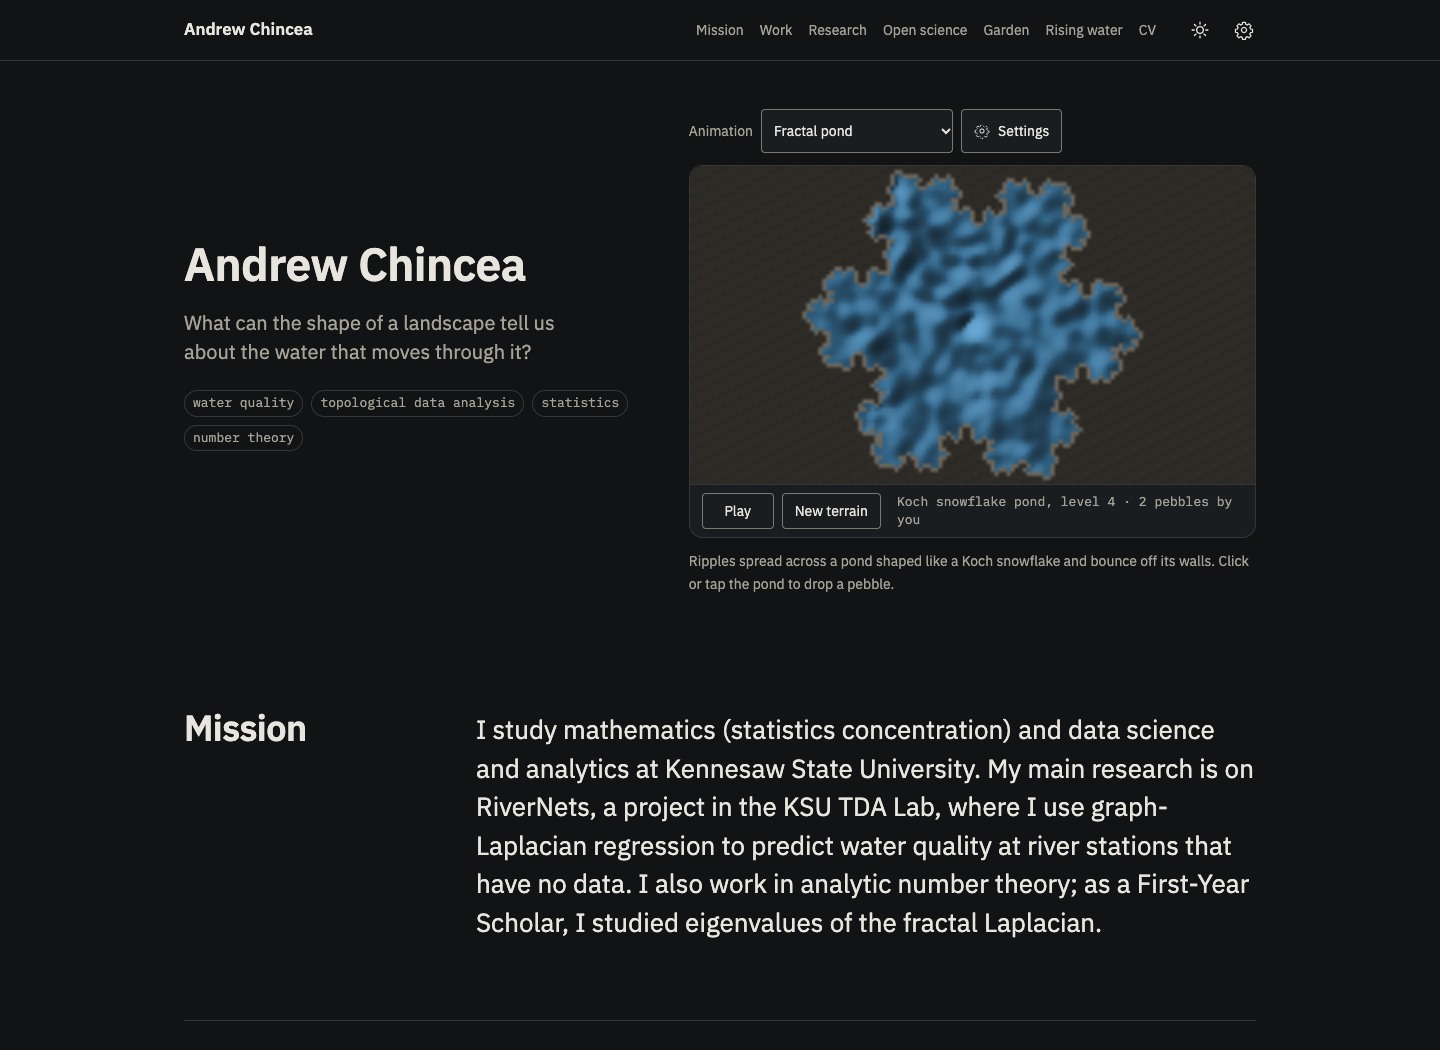 Andrew Chincea
Mission Work Research Open science Garden Rising water CV
Animation Fractal pond Settings
Andrew Chincea
What can the shape of a landscape tell us
about the water that moves through it?
water quality topological data analysis statistics
number theory
Play New terrain Koch snowflake pond, level 4 · 2 pebbles by
you
Ripples spread across a pond shaped like a Koch snowflake and bounce off its walls. Click
or tap the pond to drop a pebble.
Mission
I study mathematics (statistics concentration) and data science
and analytics at Kennesaw State University. My main research is on
RiverNets, a project in the KSU TDA Lab, where I use graph-
Laplacian regression to predict water quality at river stations that
have no data. I also work in analytic number theory; as a First-Year
Scholar, I studied eigenvalues of the fractal Laplacian.